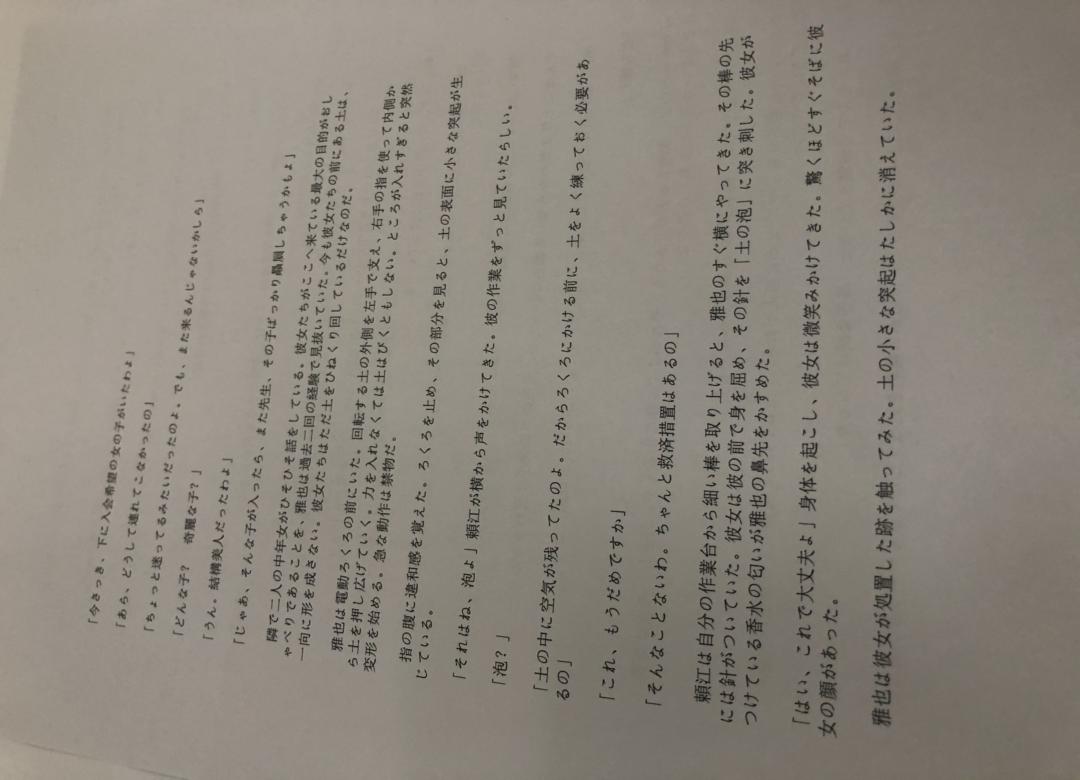 「今さっき、下に入会希望の女の子がいたわよ」
「あら、どうして連れてこなかったの」
「ちょっと迷ってるみたいだったのよ。でも、また来るんじゃないかしら」
「どんな子?　奇麗な子?」
「うん。結構美人だったわよ」
「じゃあ、そんな子が入ったら、また先生、その子ばっかり贔屓しちゃうかもよ」
隣で二人の中年女がひそひそ話をしている。彼女たちがここへ来ている最大の目的がおし
ゃべりであることを、雅也は過去二回の経験で見抜いていた。今も彼女たちの前にある土は、
一向に形を成さない。彼女たちはただ土をひねくり回しているだけなのだ。
雅也は電動ろくろの前にいた。回転する土の外側を左手で支え、右手の指を使って内側か
ら土を押し広げていく。力を入れなくては土はびくともしない。ところが入れすぎると突然
変形を始める。急な動作は禁物だ。
指の腹に違和感を覚えた。ろくろを止め、その部分を見ると、土の表面に小さな突起が生
じている。
「それはね、泡よ」頼江が横から声をかけてきた。彼の作業をずっと見ていたらしい。
「泡?」
「土の中に空気が残ってたのよ。だからろくろにかける前に、土をよく練っておく必要があ
るの」
「これ、もうだめですか」
「そんなことないわ。ちゃんと救済措置はあるの」
頼江は自分の作業台から細い棒を取り上げると、雅也のすぐ横にやってきた。その棒の先
には針がついていた。彼女は彼の前で身を屈め、その針を「土の泡」に突き刺した。彼女が
つけている香水の匂いが雅也の鼻先をかすめた。
「はい、これで大丈夫よ」身体を起こし、彼女は微笑みかけてきた。驚くほどすぐそばに彼
女の顔があった。
雅也は彼女が処置した跡を触ってみた。土の小さな突起はたしかに消えていた。